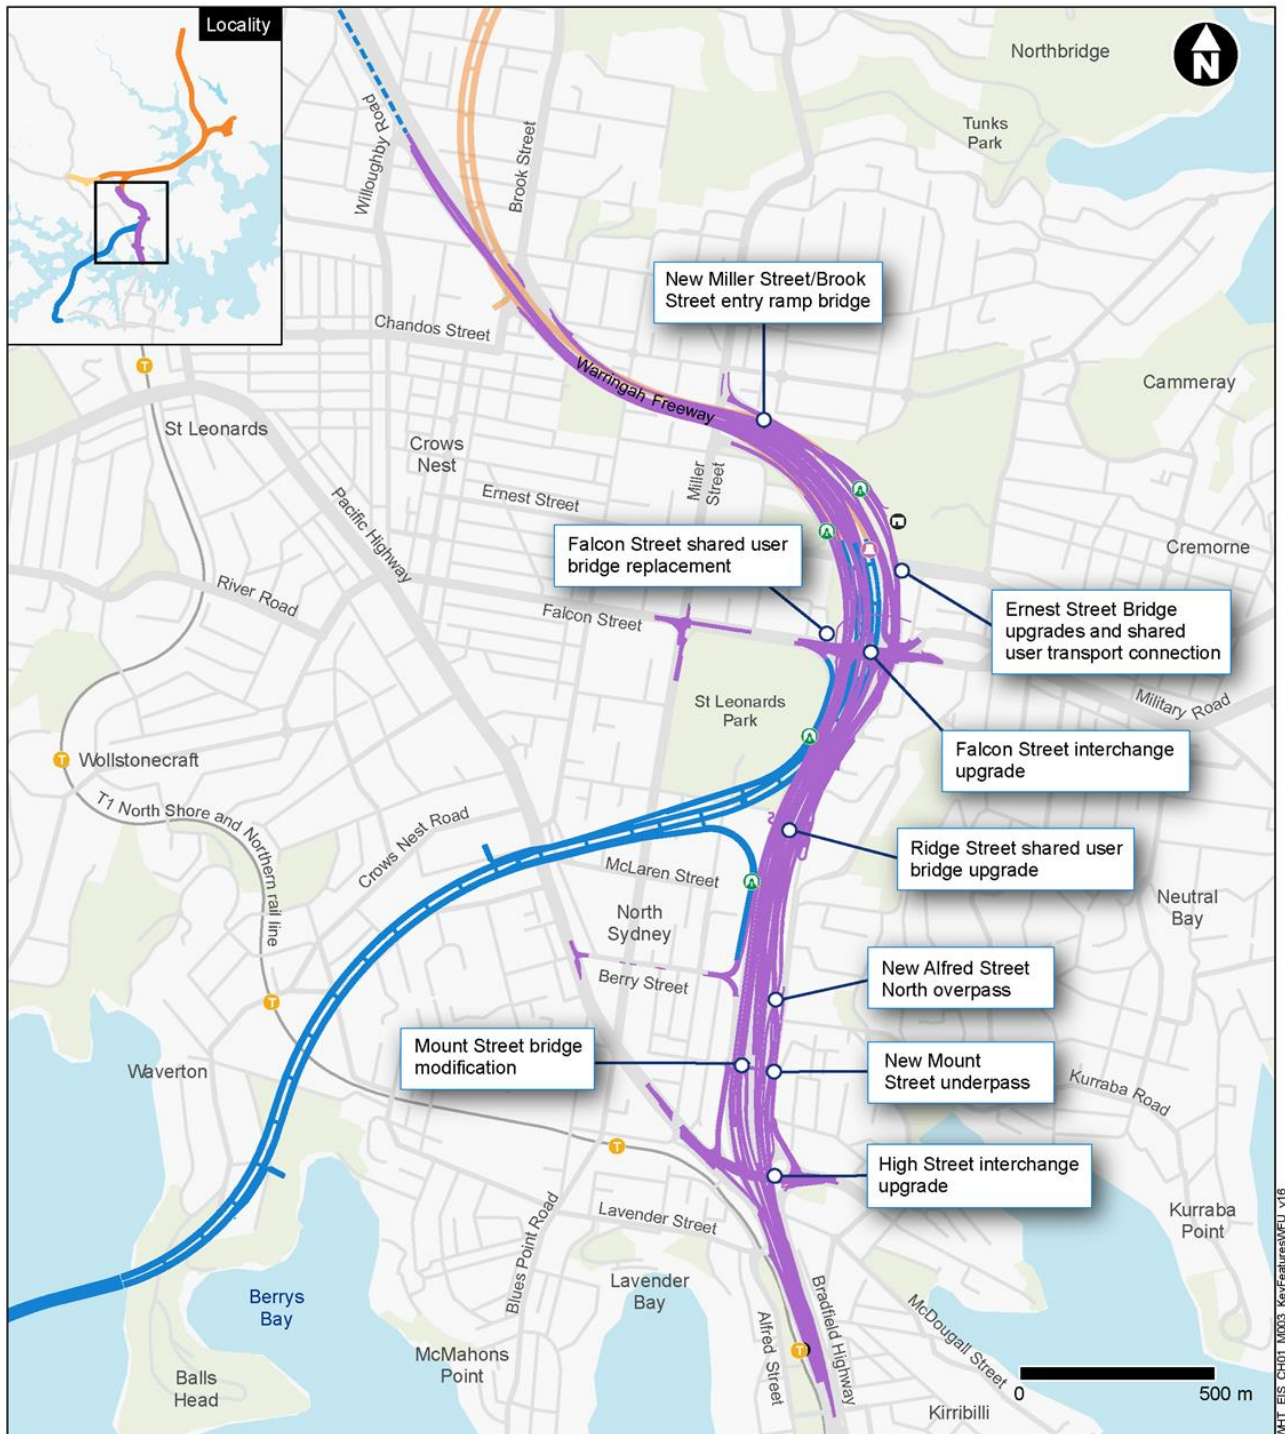 Locality
N
Northbridge
Tunks
Park
Willoughby Road
Brook Street
New Miller Street/Brook
Street entry ramp bridge
Chandos Street
Warringah Freeway
Cammeray
T
St Leonards
Crows
Nest
Miller
Street
Pacific Highway
Ernest Street
Falcon Street shared user
bridge replacement
Cremorne
River Road
Falcon Street
Ernest Street Bridge
upgrades and shared
user transport connection
St Leonards
Park
Military Road
T
Wollstonecraft
Falcon Street interchange
upgrade
T1 North Shore and Northern rail line
Crows Nest Road
McLaren Street
Ridge Street shared user
bridge upgrade
Neutral
Bay
North
Sydney
Berry Street
New Alfred Street
North overpass
T
Mount Street bridge
modification
New Mount
Street underpass
Waverton
Kurraba Road
T
High Street interchange
upgrade
Kurraba
Point
Blues Point Road
Lavender Street
Berrys
Bay
Lavender
Bay
Alfred Street
Bradfield Highway
McDougall Street
T
McMahons
Point
Balls
Head
Kirribilli
0 500 m
WHT_EIS_CH01_M003_KeyFeaturesWFU_v16